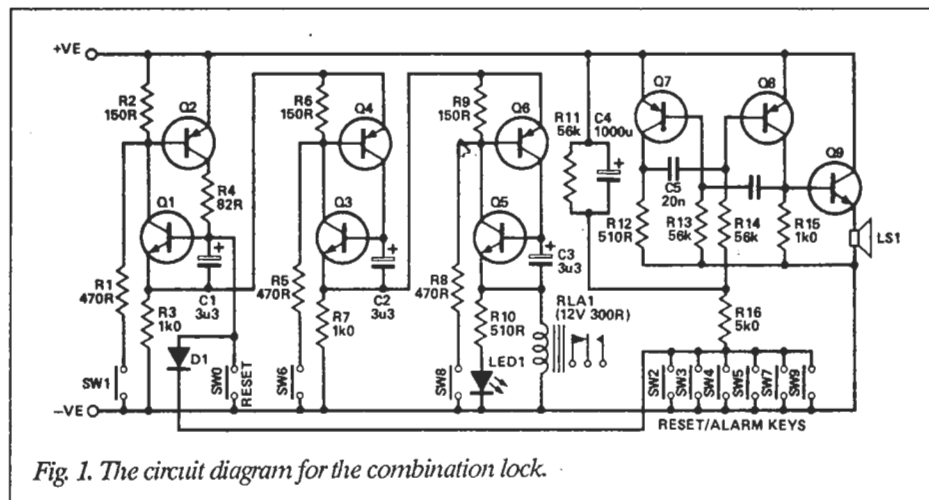 +VE
R2
150R
Q2
R6
150R
Q4
R9
150R
Q6
R11
56k
C4
1000u
Q7
Q8
Q9
R4
82R
Q1
Q3
Q5
C5
20n
R12
510R
R13
56k
R14
56k
R15
1k0
LS1
R1
470R
R3
1k0
C1
3u3
R5
470R
R7
1k0
C2
3u3
R8
470R
R10
510R
C3
3u3
RLA1
(12V 300R)
R16
5k0
D1
LED1
SW1
SW0
RESET
SW6
SW8
SW2
SW3
SW4
SW5
SW7
SW9
-VE
RESET/ALARM KEYS
Fig. 1. The circuit diagram for the combination lock.